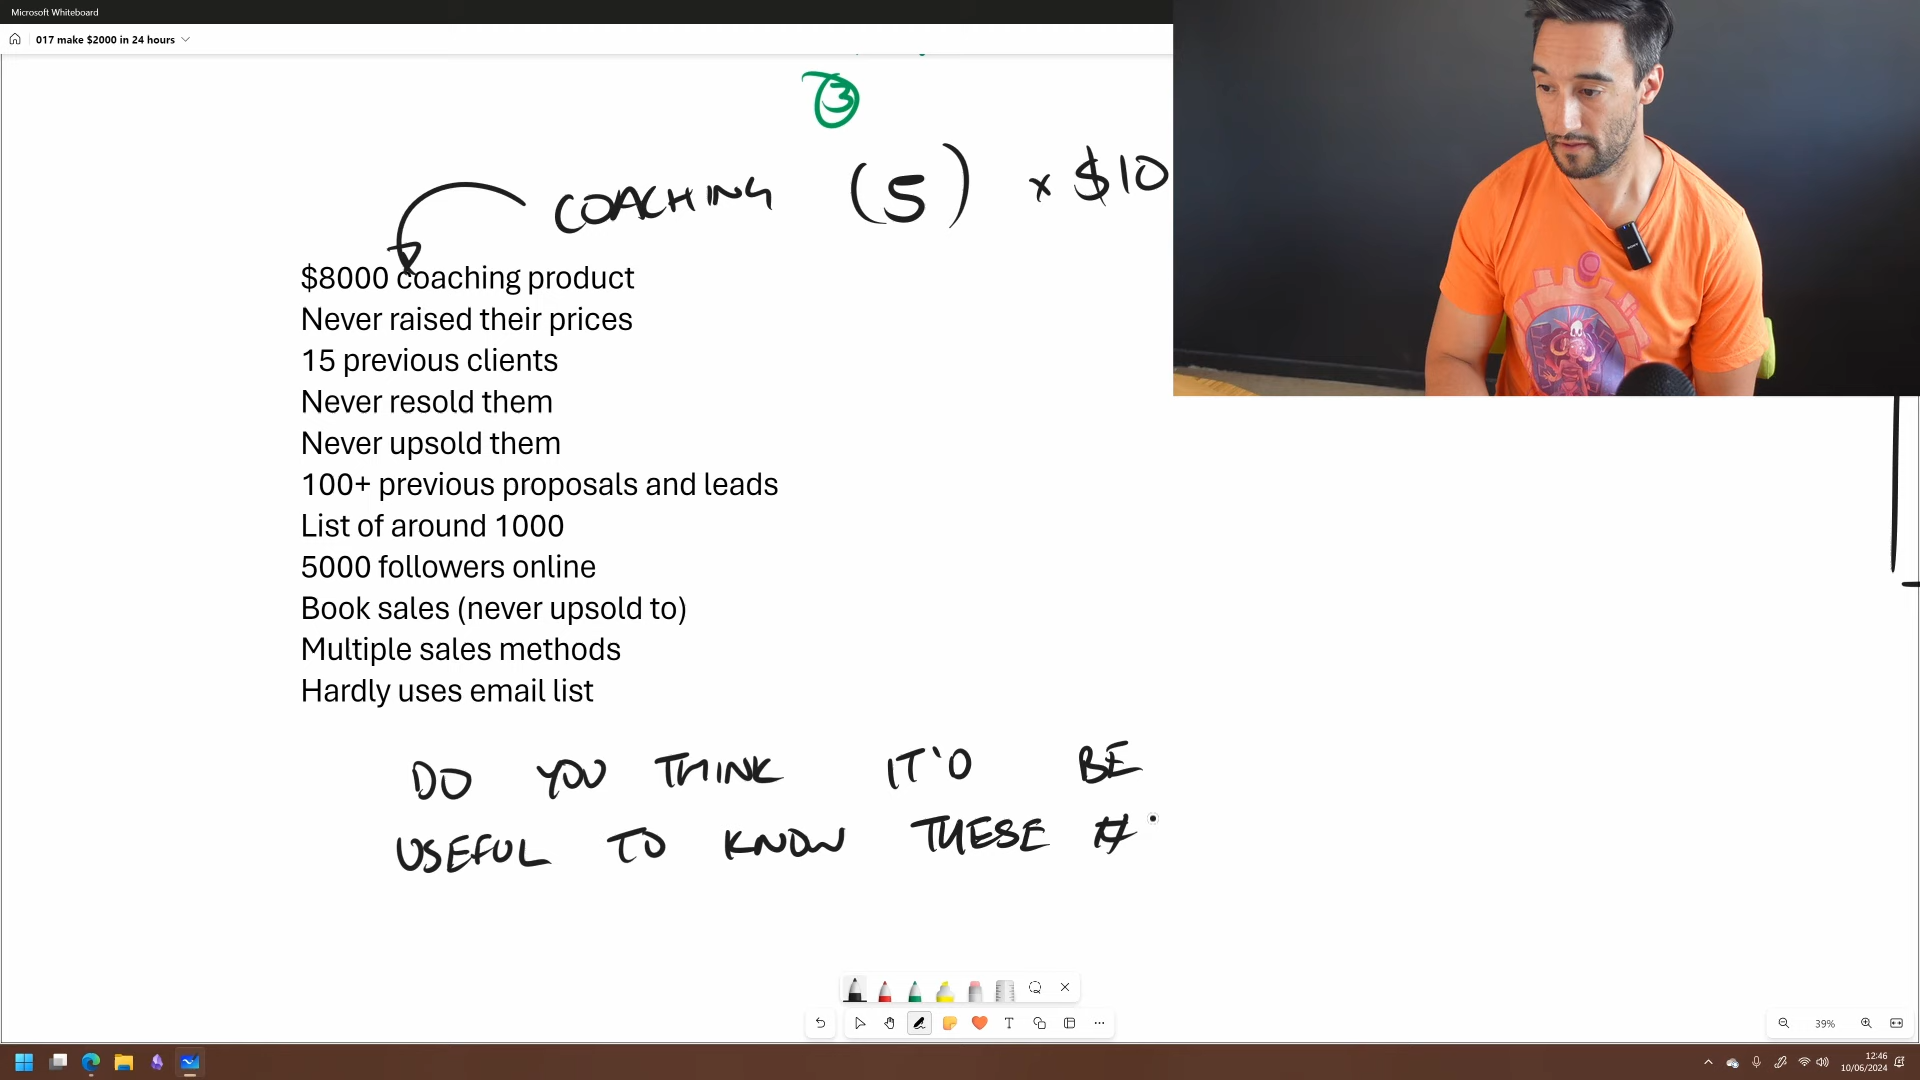 Microsoft Whiteboard
017 make $2000 in 24 hours
3
COACHING (5) x $10
$8000 coaching product
Never raised their prices
15 previous clients
Never resold them
Never upsold them
100+ previous proposals and leads
List of around 1000
5000 followers online
Book sales (never upsold to)
Multiple sales methods
Hardly uses email list
DO YOU THINK IT'D BE
USEFUL TO KNOW THESE #
39%
12:46
10/06/2024